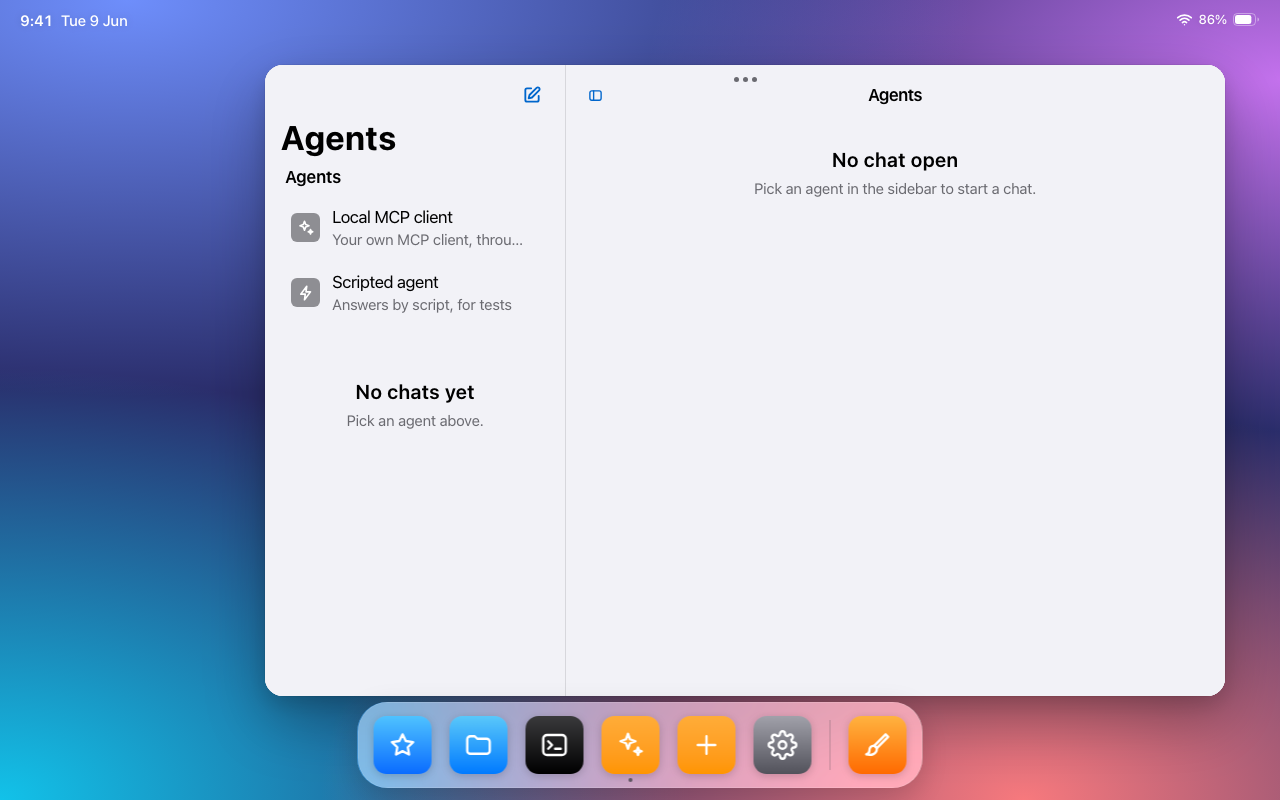 9:41 Tue 9 Jun
86%
Agents
Agents
Local MCP client
Your own MCP client, throu...
Scripted agent
Answers by script, for tests
No chats yet
Pick an agent above.
Agents
No chat open
Pick an agent in the sidebar to start a chat.